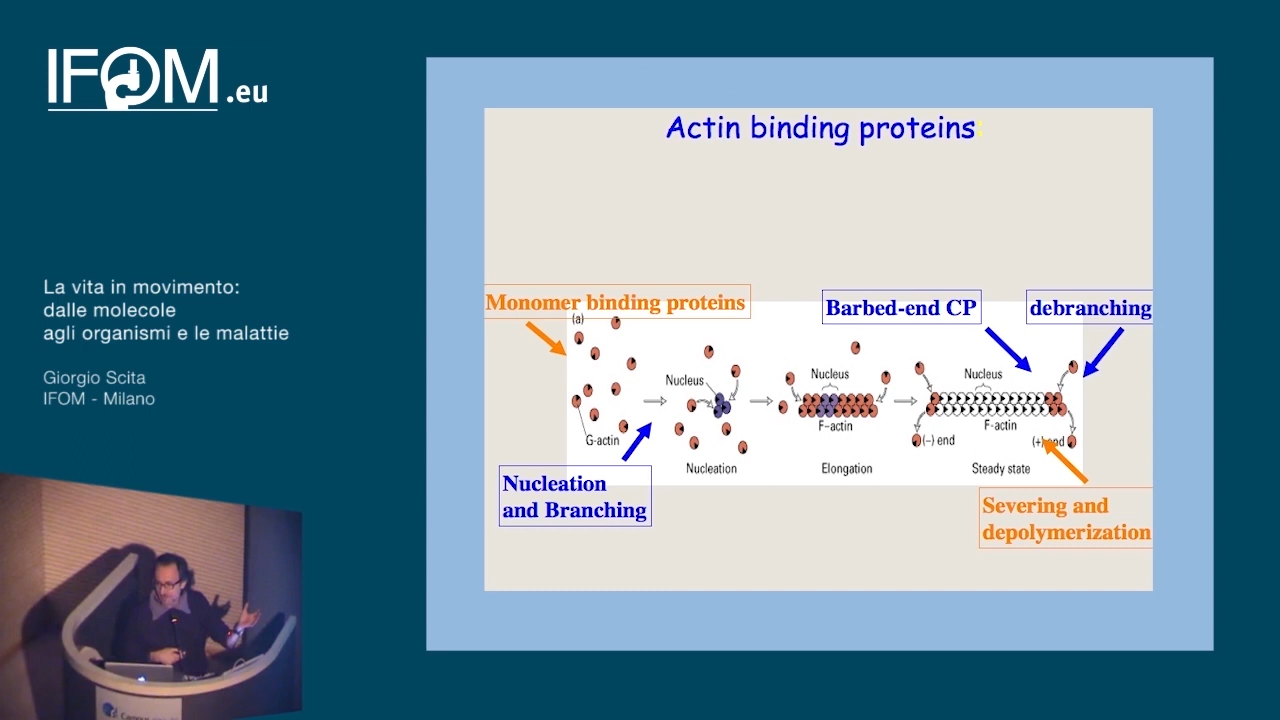 IFOM.eu
La vita in movimento:
dalle molecole
agli organismi e le malattie
Giorgio Scita
IFOM - Milano
Actin binding proteins:
Monomer binding proteins
Barbed-end CP
debranching
(a)
Nucleus
Nucleus
Nucleus
G-actin
F-actin
F-actin
(−) end
(+) end
Nucleation
Elongation
Steady state
Nucleation
and Branching
Severing and
depolymerization